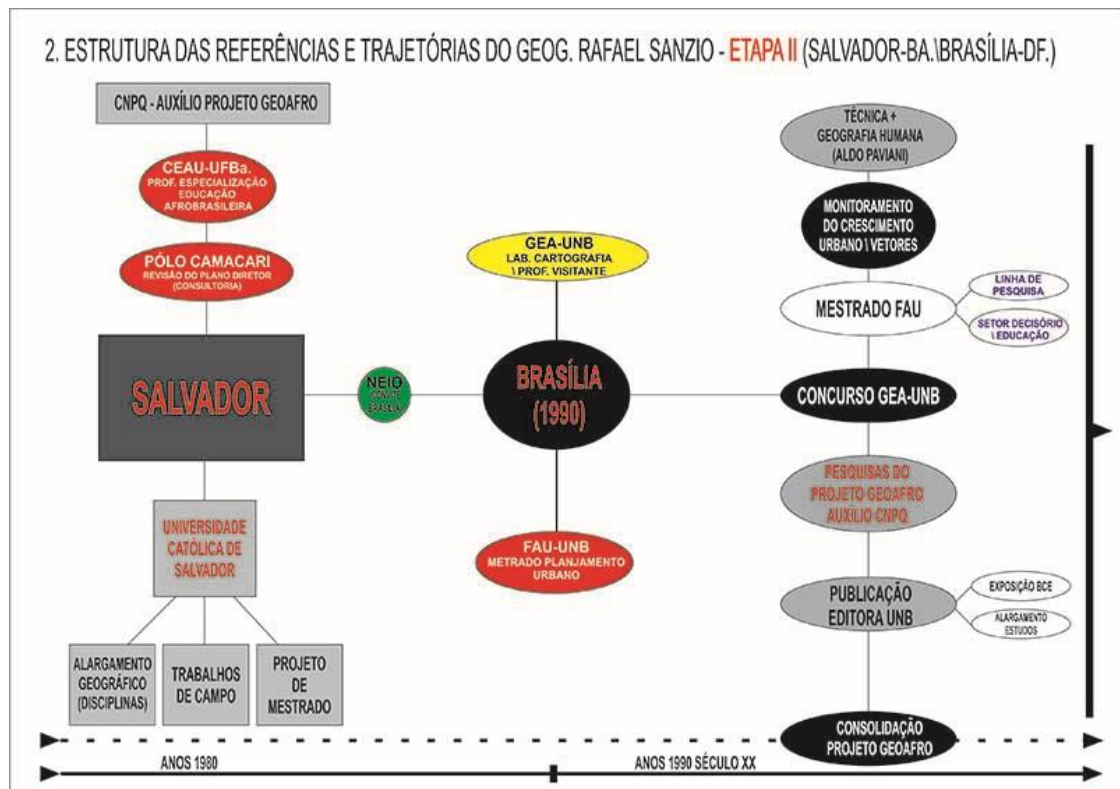 2. ESTRUTURA DAS REFERÊNCIAS E TRAJETÓRIAS DO GEOG. RAFAEL SANZIO - ETAPA II (SALVADOR-BA.\BRASÍLIA-DF.)
CNPQ - AUXÍLIO PROJETO GEOAFRO
CEAU-UFBa.
PROF. ESPECIALIZAÇÃO
EDUCAÇÃO
AFROBRASILEIRA
PÓLO CAMACARI
REVISÃO DO PLANO DIRETOR
(CONSULTORIA)
SALVADOR
UNIVERSIDADE
CATÓLICA DE
SALVADOR
ALARGAMENTO
GEOGRÁFICO
(DISCIPLINAS)
TRABALHOS
DE CAMPO
PROJETO
DE
MESTRADO
NEIO
BRASÍLIA
GEA-UNB
LAB. CARTOGRAFIA
\ PROF. VISITANTE
BRASÍLIA
(1990)
FAU-UNB
METRADO PLANJAMENTO
URBANO
TÉCNICA +
GEOGRAFIA HUMANA
(ALDO PAVIANI)
MONITORAMENTO
DO CRESCIMENTO
URBANO \ VETORES
MESTRADO FAU
LINHA DE
PESQUISA
SETOR DECISÓRIO
\ EDUCAÇÃO
CONCURSO GEA-UNB
PESQUISAS DO
PROJETO GEOAFRO
AUXÍLIO CNPQ
PUBLICAÇÃO
EDITORA UNB
EXPOSIÇÃO BCE
ALARGAMENTO
ESTUDOS
CONSOLIDAÇÃO
PROJETO GEOAFRO
ANOS 1980
ANOS 1990 SÉCULO XX